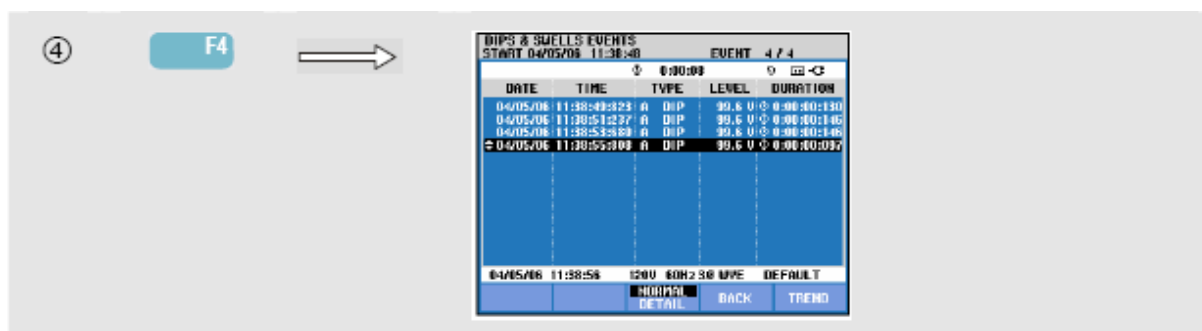 ④ F4
DIPS & SWELLS EVENTS
START 04/05/06 11:38:48 EVENT 4 / 4
0:00:00
DATE TIME TYPE LEVEL DURATION
04/05/06 11:38:49:823 A DIP 99.6 V 0:00:00:130
04/05/06 11:38:51:237 A DIP 99.6 V 0:00:00:146
04/05/06 11:38:53:680 A DIP 99.6 V 0:00:00:146
04/05/06 11:38:55:808 A DIP 99.6 V 0:00:00:097
04/05/06 11:38:56 120V 60HZ 3Ø WYE DEFAULT
NORMAL
DETAIL BACK TREND